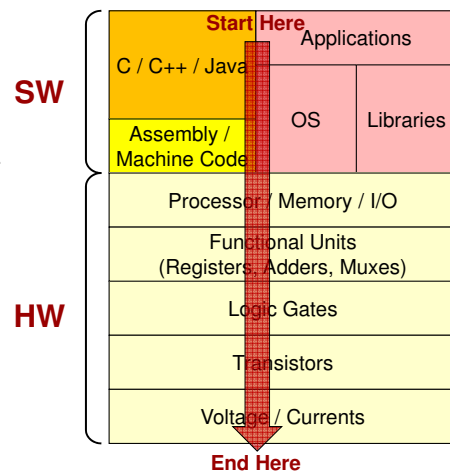 Start Here
SW
C / C++ / Java
Applications
OS
Libraries
Assembly /
Machine Code
HW
Processor / Memory / I/O
Functional Units
(Registers, Adders, Muxes)
Logic Gates
Transistors
Voltage / Currents
End Here